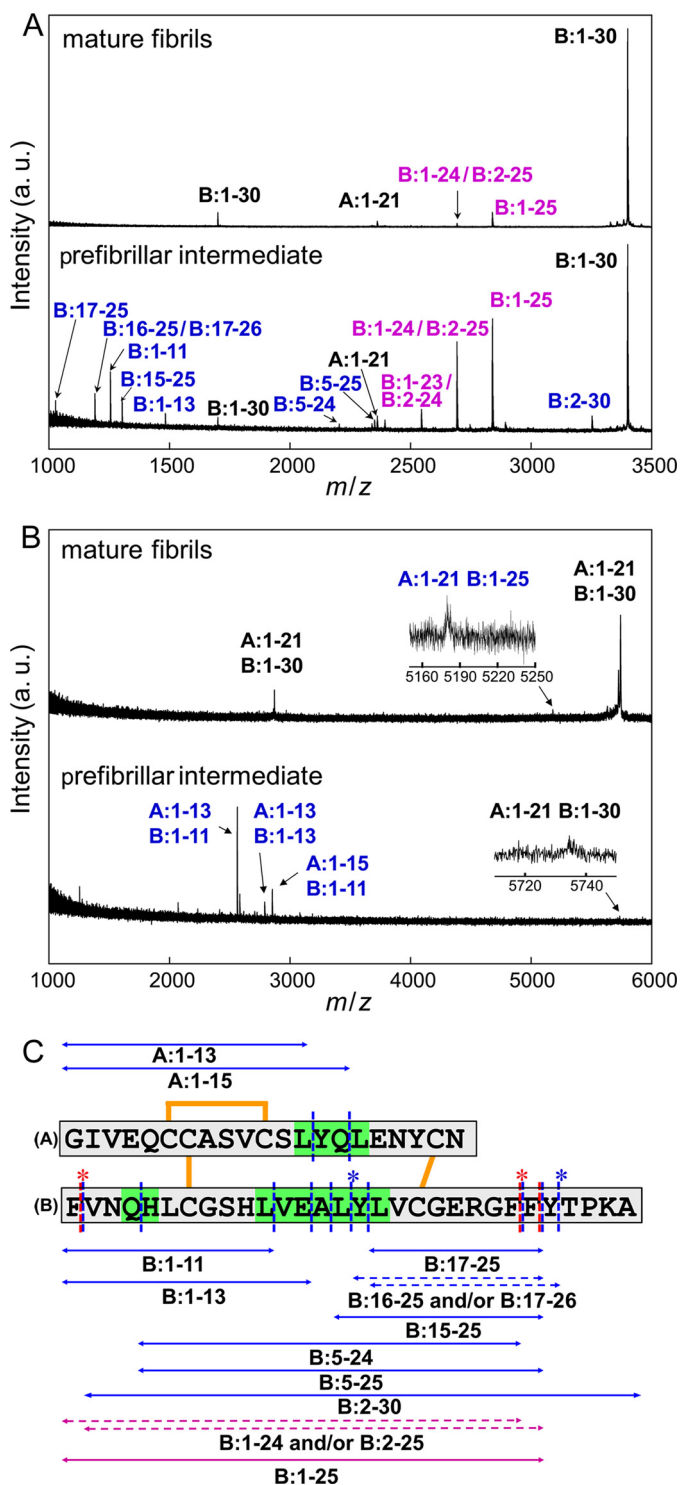 A
mature fibrils
B:1-30
B:1-24 / B:2-25
B:1-30
A:1-21
B:1-25
prefibrillar intermediate
B:1-30
B:17-25
B:1-25
B:16-25/B:17-26
B:1-24 / B:2-25
B:1-11
A:1-21
B:15-25
B:5-25
B:1-23 /
B:2-24
B:1-13
B:1-30
B:5-24
B:2-30
Intensity (a. u.)
1000 1500 2000 2500 3000 3500
m / z
B
mature fibrils
A:1-21 B:1-25
A:1-21
B:1-30
A:1-21
B:1-30
5160 5190 5220 5250
prefibrillar intermediate
A:1-13
B:1-11
A:1-13
B:1-13
A:1-15
B:1-11
A:1-21 B:1-30
5720 5740
Intensity (a. u.)
1000 2000 3000 4000 5000 6000
m / z
C
A:1-13
A:1-15
(A) GIVEQCCASVCSLYQLENYCN
* * * *
(B) FVNQHLCGSHLVEALYLVCGERGFFYTPKA
B:1-11
B:17-25
B:1-13
B:16-25 and/or B:17-26
B:15-25
B:5-24
B:5-25
B:2-30
B:1-24 and/or B:2-25
B:1-25